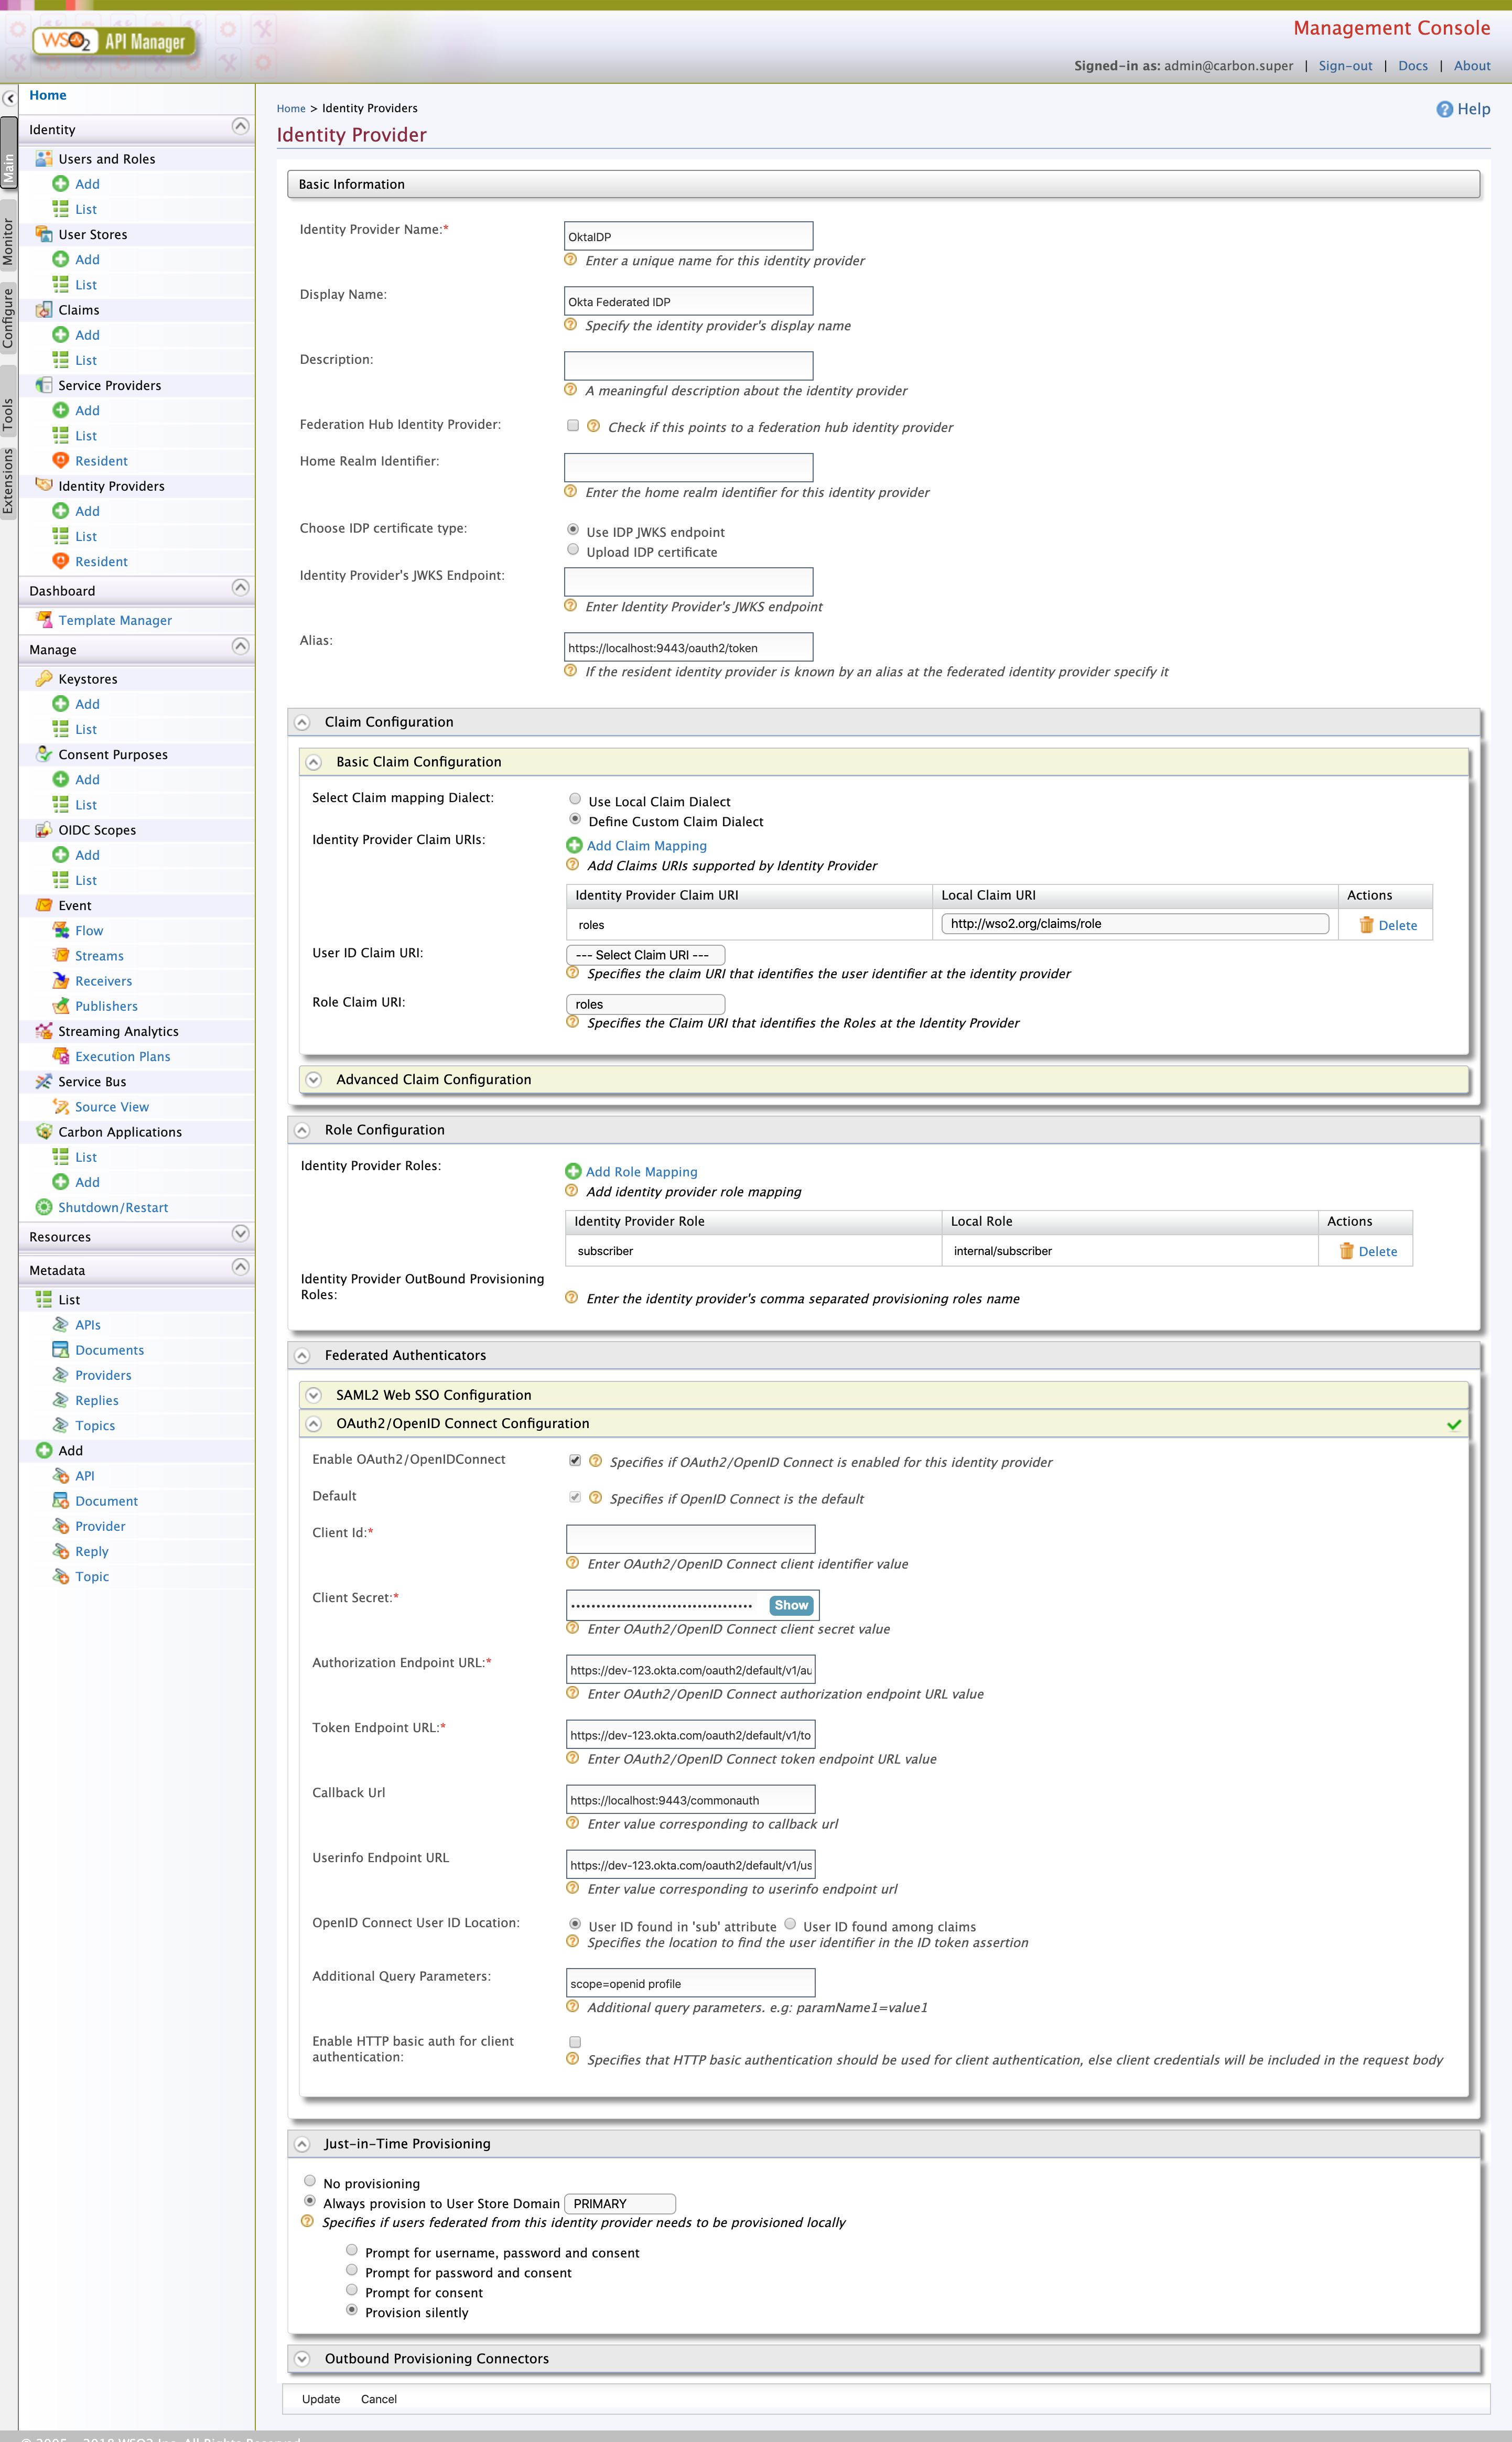 WSO2 API Manager
Management Console
Signed-in as: admin@carbon.super | Sign-out | Docs | About
Main
Monitor
Configure
Tools
Extensions
Home
Identity
Users and Roles
Add
List
User Stores
Add
List
Claims
Add
List
Service Providers
Add
List
Resident
Identity Providers
Add
List
Resident
Dashboard
Template Manager
Manage
Keystores
Add
List
Consent Purposes
Add
List
OIDC Scopes
Add
List
Event
Flow
Streams
Receivers
Publishers
Streaming Analytics
Execution Plans
Service Bus
Source View
Carbon Applications
List
Add
Shutdown/Restart
Resources
Metadata
List
APIs
Documents
Providers
Replies
Topics
Add
API
Document
Provider
Reply
Topic
Home > Identity Providers
Help
Identity Provider
Basic Information
Identity Provider Name:*
OktaIDP
Enter a unique name for this identity provider
Display Name:
Okta Federated IDP
Specify the identity provider's display name
Description:
A meaningful description about the identity provider
Federation Hub Identity Provider:
Check if this points to a federation hub identity provider
Home Realm Identifier:
Enter the home realm identifier for this identity provider
Choose IDP certificate type:
Use IDP JWKS endpoint
Upload IDP certificate
Identity Provider's JWKS Endpoint:
Enter Identity Provider's JWKS endpoint
Alias:
https://localhost:9443/oauth2/token
If the resident identity provider is known by an alias at the federated identity provider specify it
Claim Configuration
Basic Claim Configuration
Select Claim mapping Dialect:
Use Local Claim Dialect
Define Custom Claim Dialect
Identity Provider Claim URIs:
Add Claim Mapping
Add Claims URIs supported by Identity Provider
Identity Provider Claim URI Local Claim URI Actions
roles http://wso2.org/claims/role Delete
User ID Claim URI:
--- Select Claim URI ---
Specifies the claim URI that identifies the user identifier at the identity provider
Role Claim URI:
roles
Specifies the Claim URI that identifies the Roles at the Identity Provider
Advanced Claim Configuration
Role Configuration
Identity Provider Roles:
Add Role Mapping
Add identity provider role mapping
Identity Provider Role Local Role Actions
subscriber internal/subscriber Delete
Identity Provider OutBound Provisioning
Roles:
Enter the identity provider's comma separated provisioning roles name
Federated Authenticators
SAML2 Web SSO Configuration
OAuth2/OpenID Connect Configuration
Enable OAuth2/OpenIDConnect
Specifies if OAuth2/OpenID Connect is enabled for this identity provider
Default
Specifies if OpenID Connect is the default
Client Id:*
Enter OAuth2/OpenID Connect client identifier value
Client Secret:*
Show
Enter OAuth2/OpenID Connect client secret value
Authorization Endpoint URL:*
https://dev-123.okta.com/oauth2/default/v1/au
Enter OAuth2/OpenID Connect authorization endpoint URL value
Token Endpoint URL:*
https://dev-123.okta.com/oauth2/default/v1/to
Enter OAuth2/OpenID Connect token endpoint URL value
Callback Url
https://localhost:9443/commonauth
Enter value corresponding to callback url
Userinfo Endpoint URL
https://dev-123.okta.com/oauth2/default/v1/us
Enter value corresponding to userinfo endpoint url
OpenID Connect User ID Location:
User ID found in 'sub' attribute User ID found among claims
Specifies the location to find the user identifier in the ID token assertion
Additional Query Parameters:
scope=openid profile
Additional query parameters. e.g: paramName1=value1
Enable HTTP basic auth for client
authentication:
Specifies that HTTP basic authentication should be used for client authentication, else client credentials will be included in the request body
Just-in-Time Provisioning
No provisioning
Always provision to User Store Domain PRIMARY
Specifies if users federated from this identity provider needs to be provisioned locally
Prompt for username, password and consent
Prompt for password and consent
Prompt for consent
Provision silently
Outbound Provisioning Connectors
Update Cancel